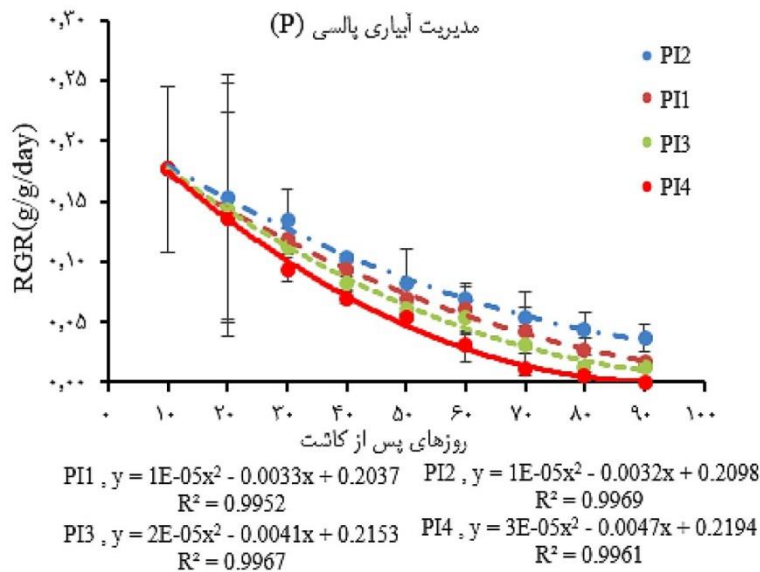 مدیریت آبیاری پالسی (P)
۰,۳۰
۰,۲۵
۰,۲۰
۰,۱۵
۰,۱۰
۰,۰۵
۰,۰۰
RGR(g/g/day)
PI2
PI1
PI3
PI4
۰ ۱۰ ۲۰ ۳۰ ۴۰ ۵۰ ۶۰ ۷۰ ۸۰ ۹۰ ۱۰۰
روزهای پس از کاشت
PI1 , y = 1E-05x² - 0.0033x + 0.2037 PI2 , y = 1E-05x² - 0.0032x + 0.2098
R² = 0.9952 R² = 0.9969
PI3 , y = 2E-05x² - 0.0041x + 0.2153 PI4 , y = 3E-05x² - 0.0047x + 0.2194
R² = 0.9967 R² = 0.9961